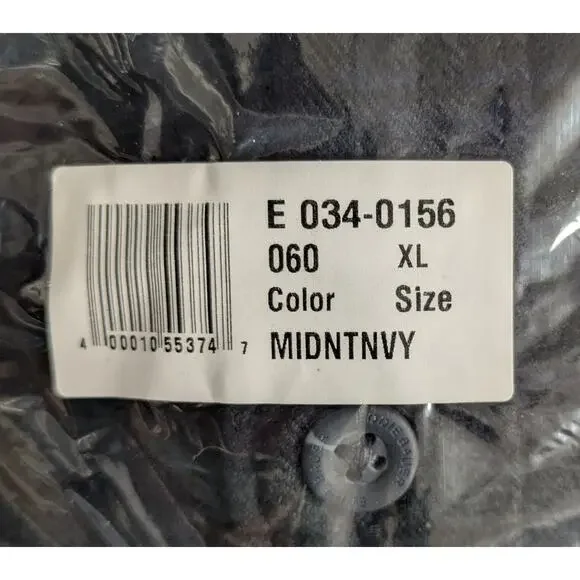 E 034-0156
060 XL
Color Size
4 00010 55374 7 MIDNTNVY